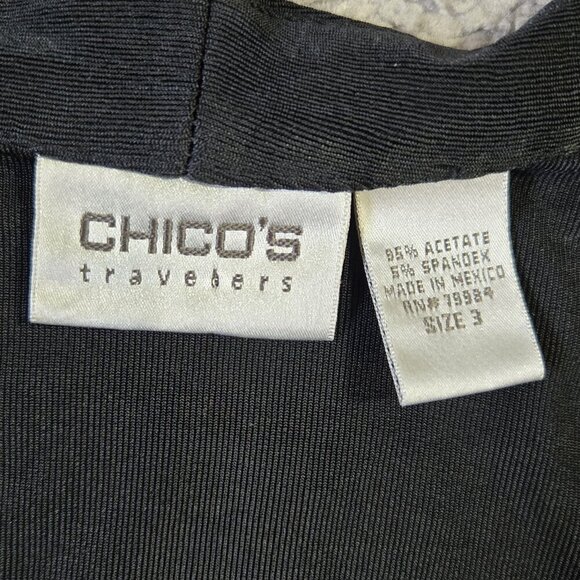 CHICO'S
travelers
95% ACETATE
5% SPANDEX
MADE IN MEXICO
RN# 79984
SIZE 3